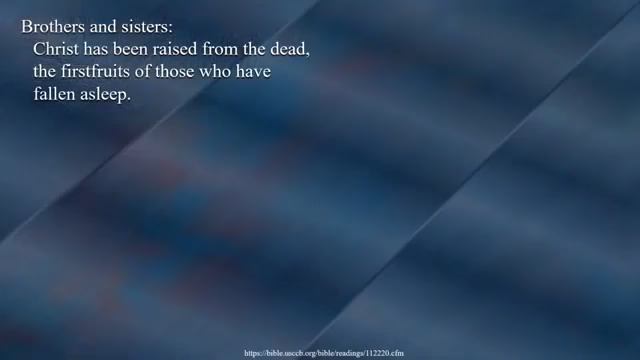 Brothers and sisters:
Christ has been raised from the dead,
the firstfruits of those who have
fallen asleep.
https://bible.usccb.org/bible/readings/112220.cfm